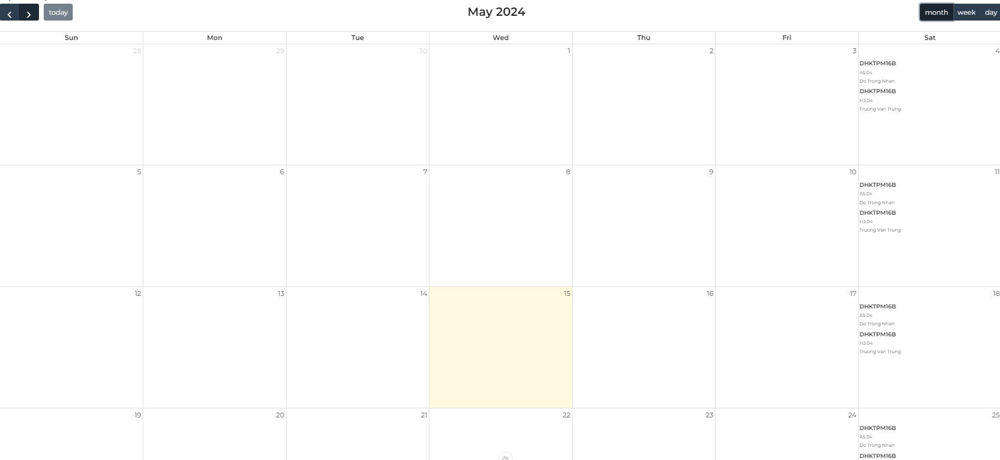 today
May 2024
month week day
Sun Mon Tue Wed Thu Fri Sat
28 29 30 1 2 3 4
DHKTPM16B
A5.04
Do Trong Nhan
DHKTPM16B
H3.04
Truong Van Trung
5 6 7 8 9 10 11
DHKTPM16B
A5.04
Do Trong Nhan
DHKTPM16B
H3.04
Truong Van Trung
12 13 14 15 16 17 18
DHKTPM16B
A5.04
Do Trong Nhan
DHKTPM16B
H3.04
Truong Van Trung
19 20 21 22 23 24 25
DHKTPM16B
A5.04
Do Trong Nhan
DHKTPM16B